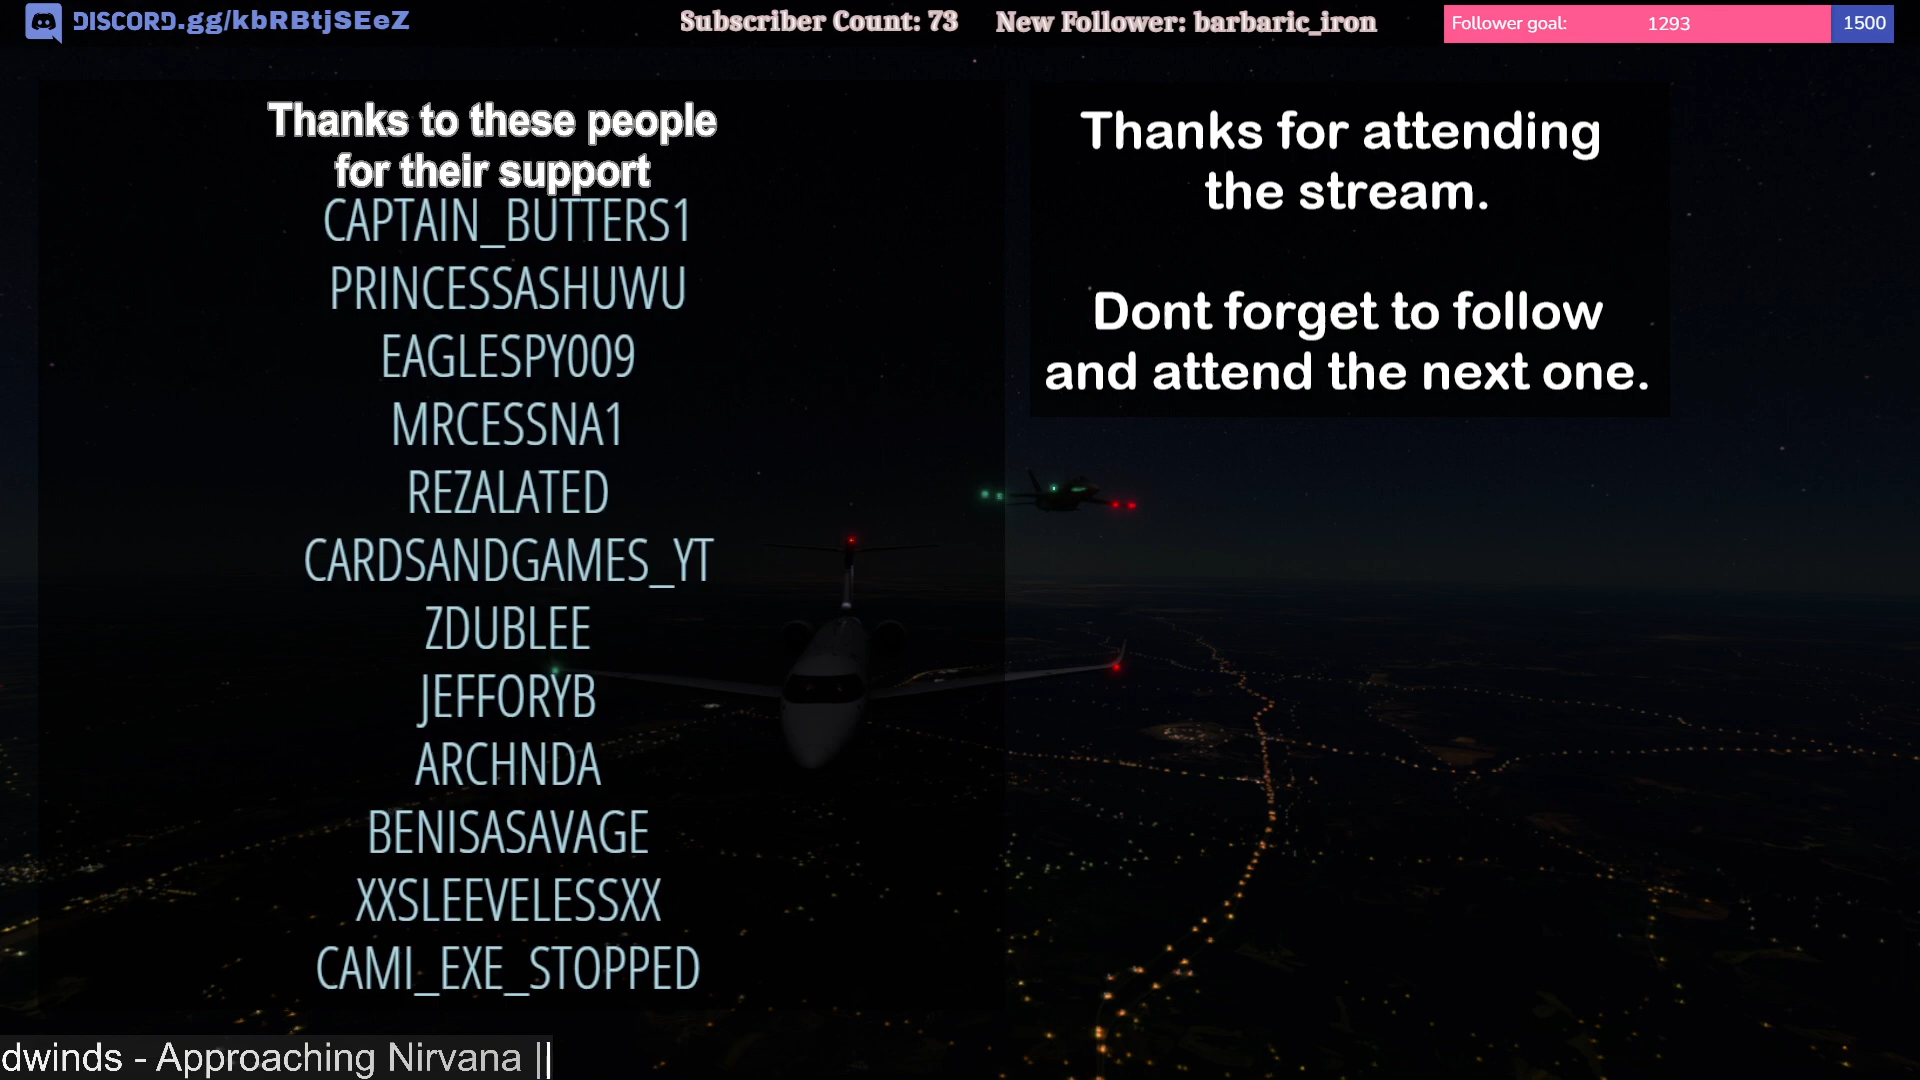 DISCORD.gg/kbRBtjSEeZ
Subscriber Count: 73
New Follower: barbaric_iron
Follower goal: 1293 1500
Thanks to these people
for their support
CAPTAIN_BUTTERS1
PRINCESSASHUWU
EAGLESPY009
MRCESSNA1
REZALATED
CARDSANDGAMES_YT
ZDUBLEE
JEFFORYB
ARCHNDA
BENISASAVAGE
XXSLEEVELESSXX
CAMI_EXE_STOPPED
Thanks for attending
the stream.
Dont forget to follow
and attend the next one.
dwinds - Approaching Nirvana ||